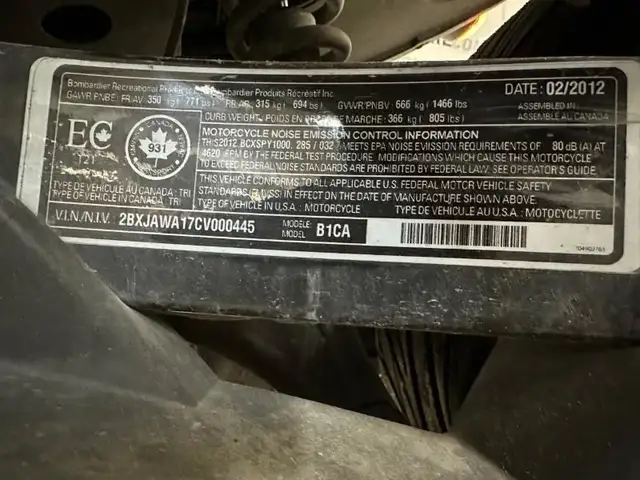 Bombardier Recreational Products Bombardier Produits Récréatif Inc.
DATE: 02/2012
GAWR/PNBE: FR/AV 350 kg ( 771 lbs) RR/AR 315 kg ( 694 lbs) GVWR/PNBV: 666 kg ( 1466 lbs
CURB WEIGHT, POIDS EN ORDRE DE MARCHE: 366 kg ( 805 lbs)
ASSEMBLED IN
ASSEMBLÉ AU CANADA
EC
121
CANADA
931
MOTORCYCLE NOISE EMISSION CONTROL INFORMATION
THIS 2012 BCXSPY1000. 285 / 032 MEETS EPA NOISE EMISSION REQUIREMENTS OF 80 dB (A) AT
4620 RPM BY THE FEDERAL TEST PROCEDURE. MODIFICATIONS WHICH CAUSE THIS MOTORCYCLE
TO EXCEED FEDERAL NOISE STANDARDS ARE PROHIBITED BY FEDERAL LAW. SEE OPERATOR'S GUIDE.
THIS VEHICLE CONFORMS TO ALL APPLICABLE U.S. FEDERAL MOTOR VEHICLE SAFETY
STANDARDS IN EFFECT ON THE DATE OF MANUFACTURE SHOWN ABOVE.
TYPE OF VEHICLE IN CANADA: TRI
TYPE DE VÉHICULE AU CANADA: TRI
TYPE OF VEHICLE IN U.S.A. : MOTORCYCLE TYPE DE VÉHICULE AU U.S.A. : MOTOCYCLETTE
V.I.N/N.I.V. 2BXJAWA17CV000445
MODÈLE
MODEL B1CA